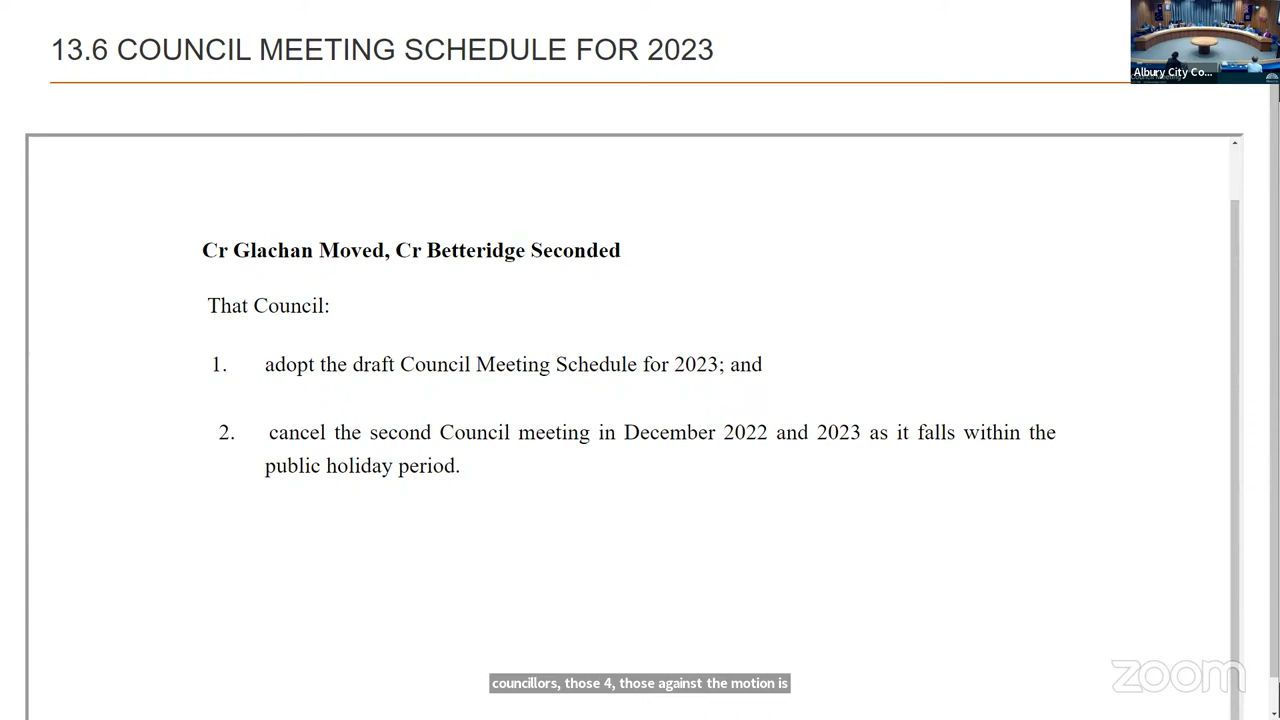 13.6 COUNCIL MEETING SCHEDULE FOR 2023
Albury City Co...
Cr Glachan Moved, Cr Betteridge Seconded
That Council:
1. adopt the draft Council Meeting Schedule for 2023; and
2. cancel the second Council meeting in December 2022 and 2023 as it falls within the
public holiday period.
councillors, those 4, those against the motion is
zoom